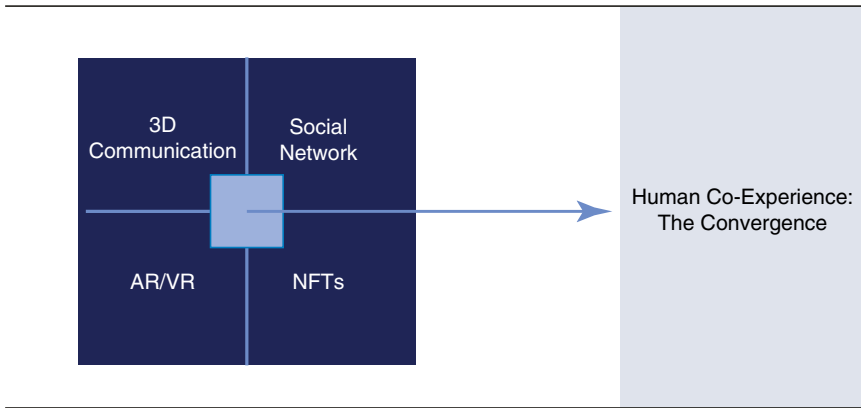 3D
Communication
Social
Network
AR/VR
NFTs
Human Co-Experience:
The Convergence